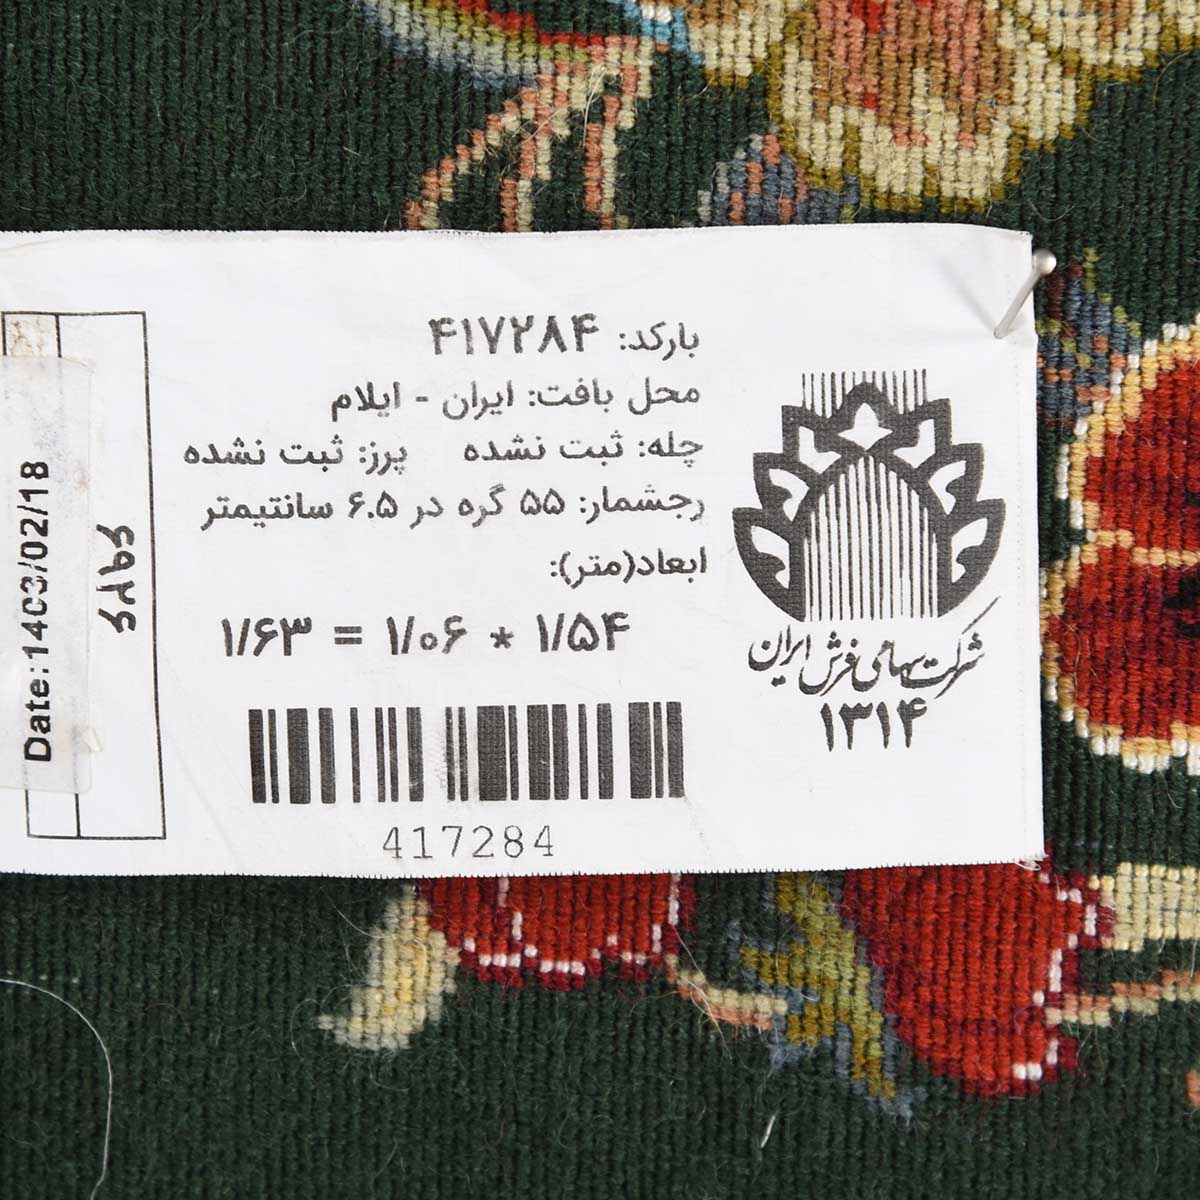 بارکد: ۴۱۷۲۸۴
محل بافت: ایران - ایلام
چله: ثبت نشده پرز: ثبت نشده
رجشمار: ۵۵ گره در ۶.۵ سانتیمتر
ابعاد(متر):
۱/۵۴ * ۱/۰۶ = ۱/۶۳
417284
شرکت سهامی فرش ایران
۱۳۱۴
۶۹۲۶
Date:1403/02/18